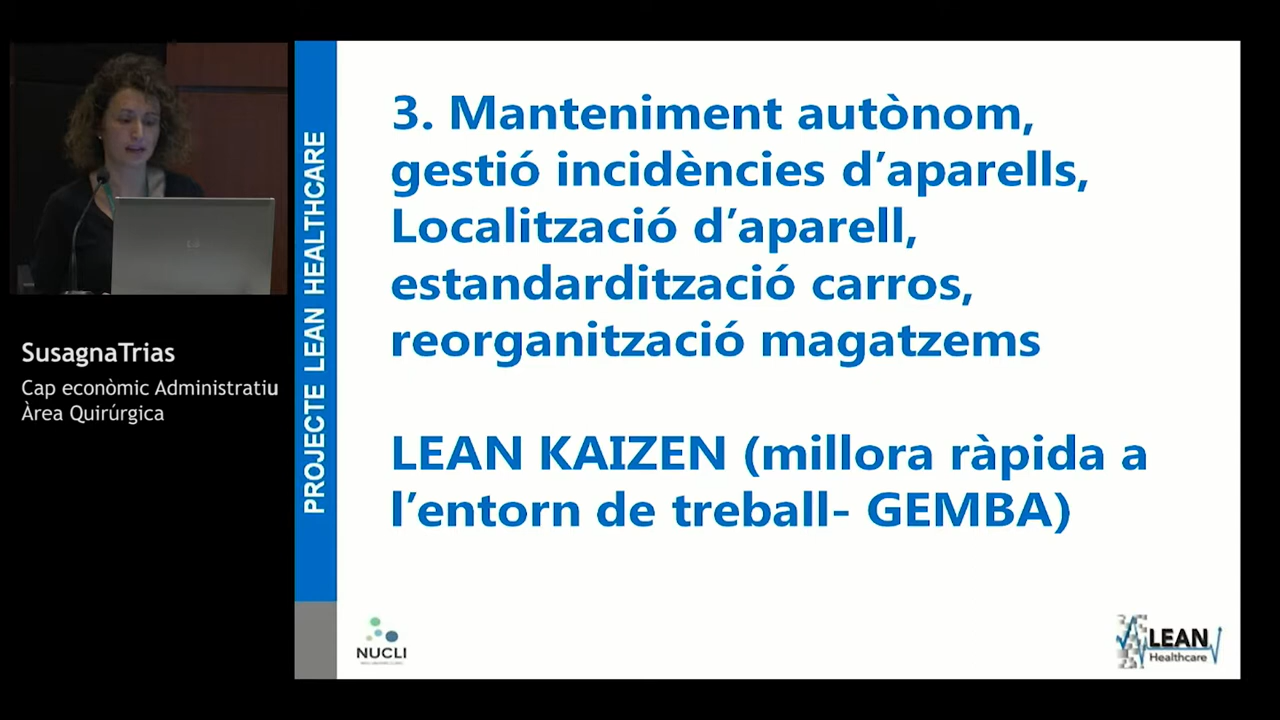 SusagnaTrias
Cap econòmic Administratiu
Àrea Quirúrgica
PROJECTE LEAN HEALTHCARE
3. Manteniment autònom,
gestió incidències d’aparells,
Localització d’aparell,
estandardització carros,
reorganització magatzems
LEAN KAIZEN (millora ràpida a
l’entorn de treball- GEMBA)
NUCLI
LEAN
Healthcare